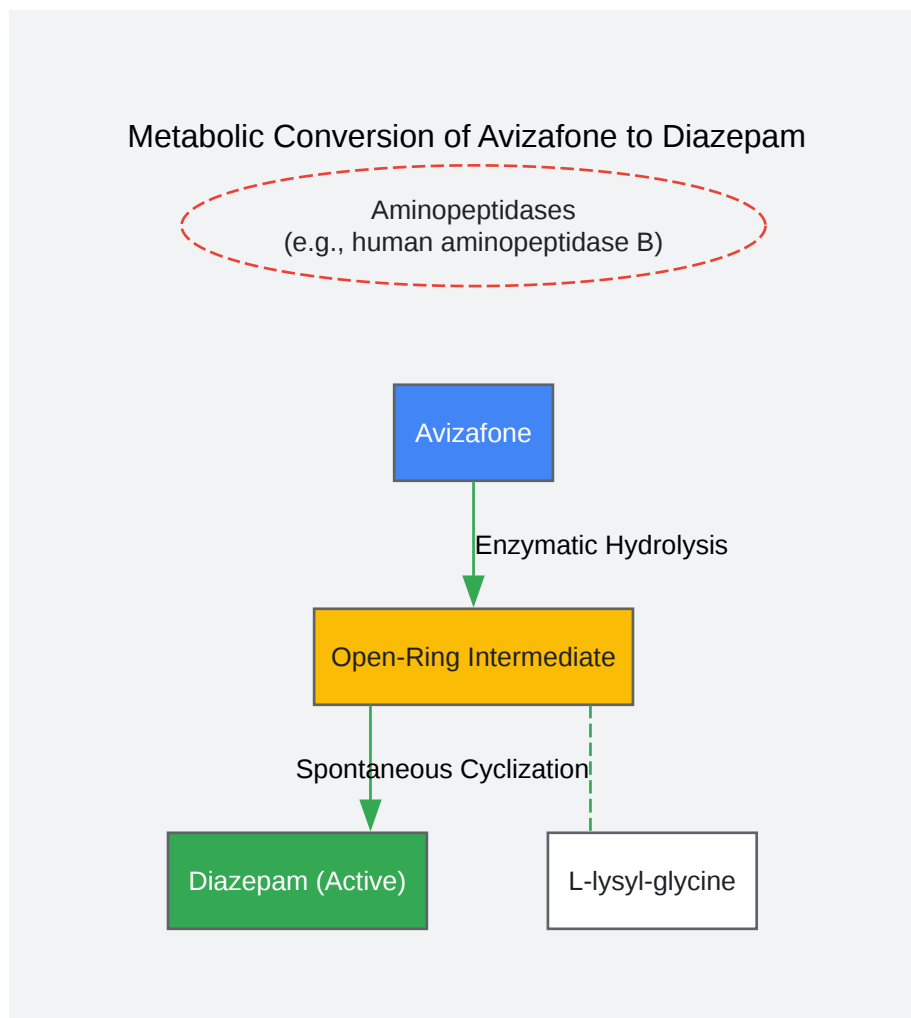 Metabolic Conversion of Avizafone to Diazepam
Aminopeptidases
(e.g., human aminopeptidase B)
Avizafone
Enzymatic Hydrolysis
Open-Ring Intermediate
Spontaneous Cyclization
Diazepam (Active)
L-lysyl-glycine